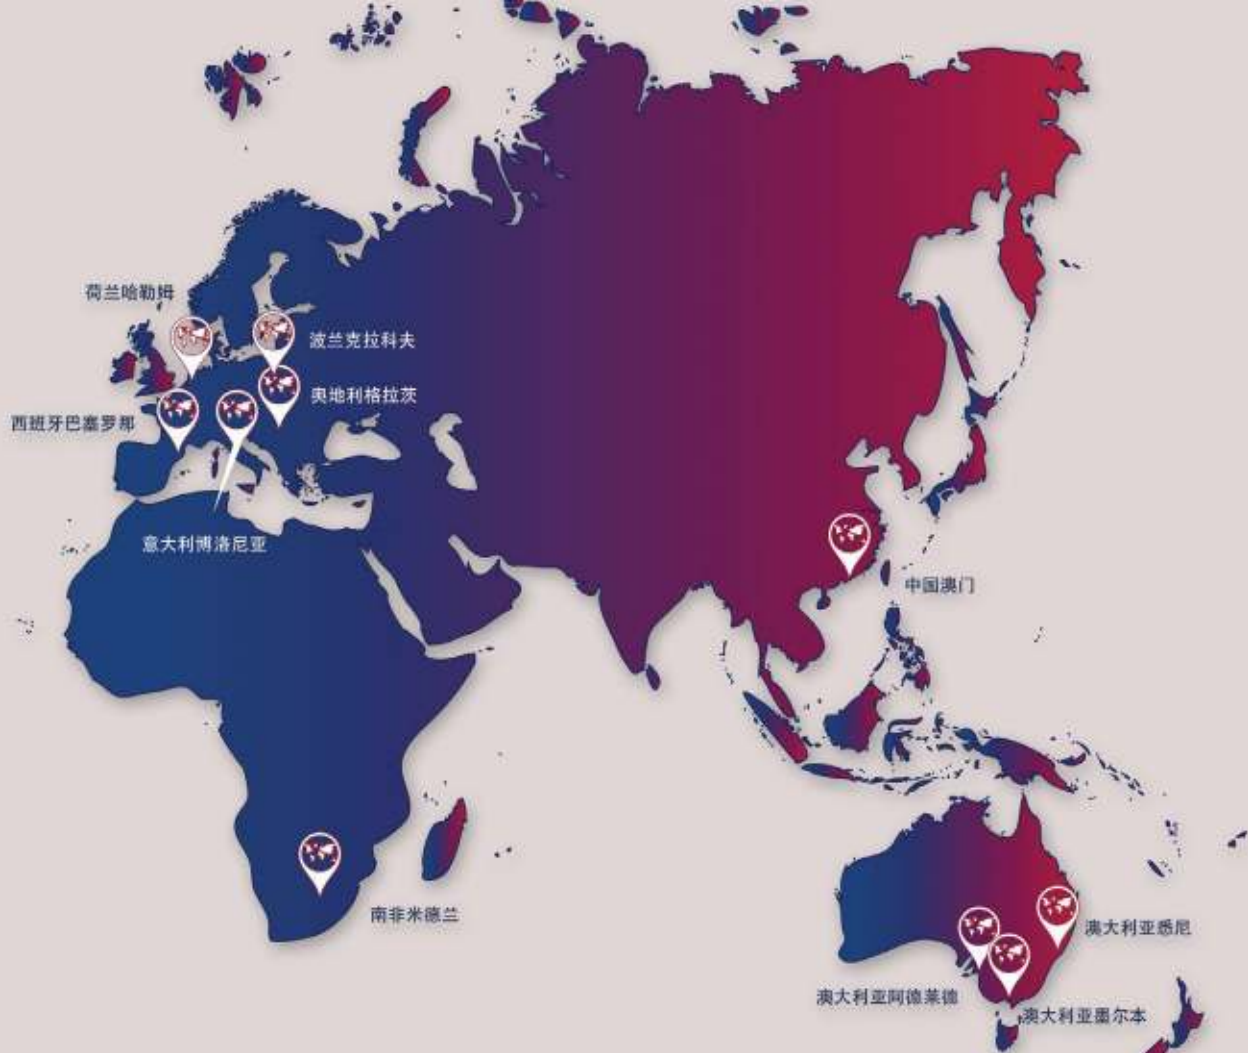 荷兰哈勒姆
波兰克拉科夫
奥地利格拉茨
西班牙巴塞罗那
意大利博洛尼亚
中国澳门
南非米德兰
澳大利亚悉尼
澳大利亚阿德莱德
澳大利亚墨尔本